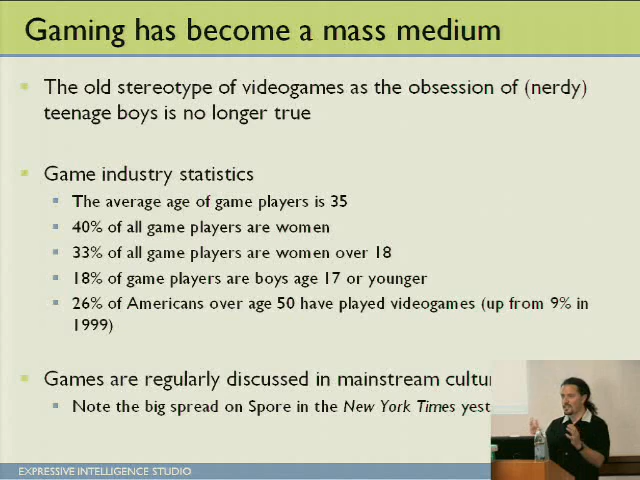 Gaming has become a mass medium
The old stereotype of videogames as the obsession of (nerdy)
teenage boys is no longer true
Game industry statistics
The average age of game players is 35
40% of all game players are women
33% of all game players are women over 18
18% of game players are boys age 17 or younger
26% of Americans over age 50 have played videogames (up from 9% in
1999)
Games are regularly discussed in mainstream
Note the big spread on Spore in the New York Times
EXPRESSIVE INTELLIGENCE STUDIO